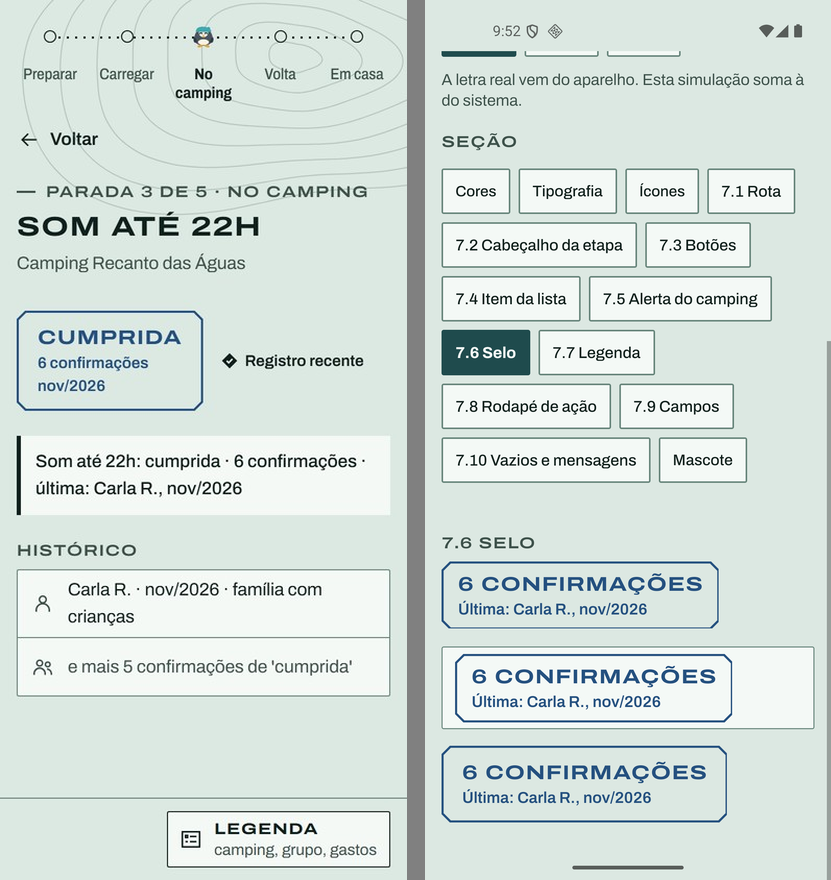 Preparar
Carregar
No
camping
Volta
Em casa
Voltar
— PARADA 3 DE 5 · NO CAMPING
SOM ATÉ 22H
Camping Recanto das Águas
CUMPRIDA
6 confirmações
nov/2026
Registro recente
Som até 22h: cumprida · 6 confirmações ·
última: Carla R., nov/2026
HISTÓRICO
Carla R. · nov/2026 · família com
crianças
e mais 5 confirmações de 'cumprida'
LEGENDA
camping, grupo, gastos
9:52
A letra real vem do aparelho. Esta simulação soma à
do sistema.
SEÇÃO
Cores
Tipografia
Ícones
7.1 Rota
7.2 Cabeçalho da etapa
7.3 Botões
7.4 Item da lista
7.5 Alerta do camping
7.6 Selo
7.7 Legenda
7.8 Rodapé de ação
7.9 Campos
7.10 Vazios e mensagens
Mascote
7.6 SELO
6 CONFIRMAÇÕES
Última: Carla R., nov/2026
6 CONFIRMAÇÕES
Última: Carla R., nov/2026
6 CONFIRMAÇÕES
Última: Carla R., nov/2026